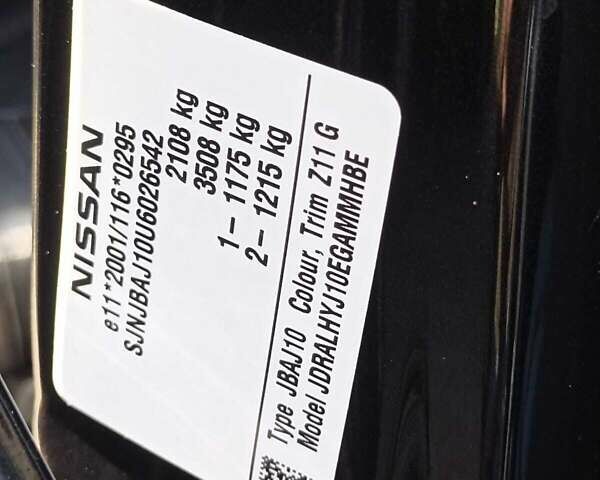 NISSAN
e11*2001/116*0295
SJNJBAJ10U6026542
2108 kg
3508 kg
1– 1175 kg
2– 1215 kg
Type JBAJ10 Colour, Trim Z11 G
Model JDRALHYJ10EGAMMHBE